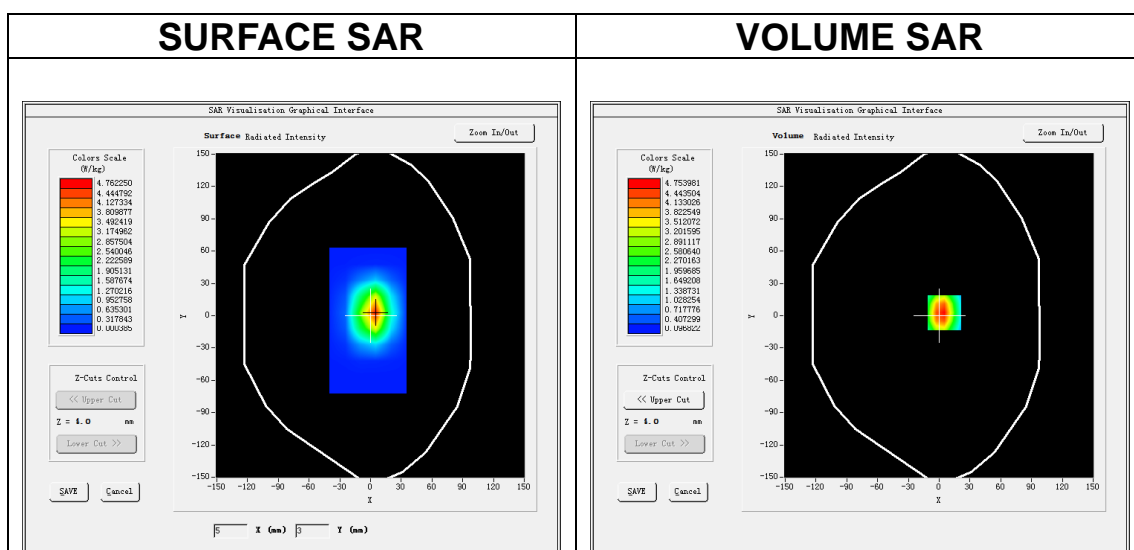 SURFACE SAR
VOLUME SAR
SAR Visualisation Graphical Interface
Surface Radiated Intensity
Zoom In/Out
Colors Scale
(W/kg)
4.762250
4.444792
4.127334
3.809877
3.492419
3.174962
2.857504
2.540046
2.222589
1.905131
1.587674
1.270216
0.952758
0.635301
0.317843
0.000385
Z-Cuts Control
<< Upper Cut
Z = 4.0 mm
Lower Cut >>
SAVE
Cancel
150
120
90
60
30
0
-30
-60
-90
-120
-150
Y
-150 -120 -90 -60 -30 0 30 60 90 120 150
X
5 X (mm) 3 Y (mm)
SAR Visualisation Graphical Interface
Volume Radiated Intensity
Zoom In/Out
Colors Scale
(W/kg)
4.753981
4.443504
4.133026
3.822549
3.512072
3.201595
2.891117
2.580640
2.270163
1.959685
1.649208
1.338731
1.028254
0.717776
0.407299
0.096822
Z-Cuts Control
<< Upper Cut
Z = 4.0 mm
Lower Cut >>
SAVE
Cancel
150
120
90
60
30
0
-30
-60
-90
-120
-150
Y
-150 -120 -90 -60 -30 0 30 60 90 120 150
X